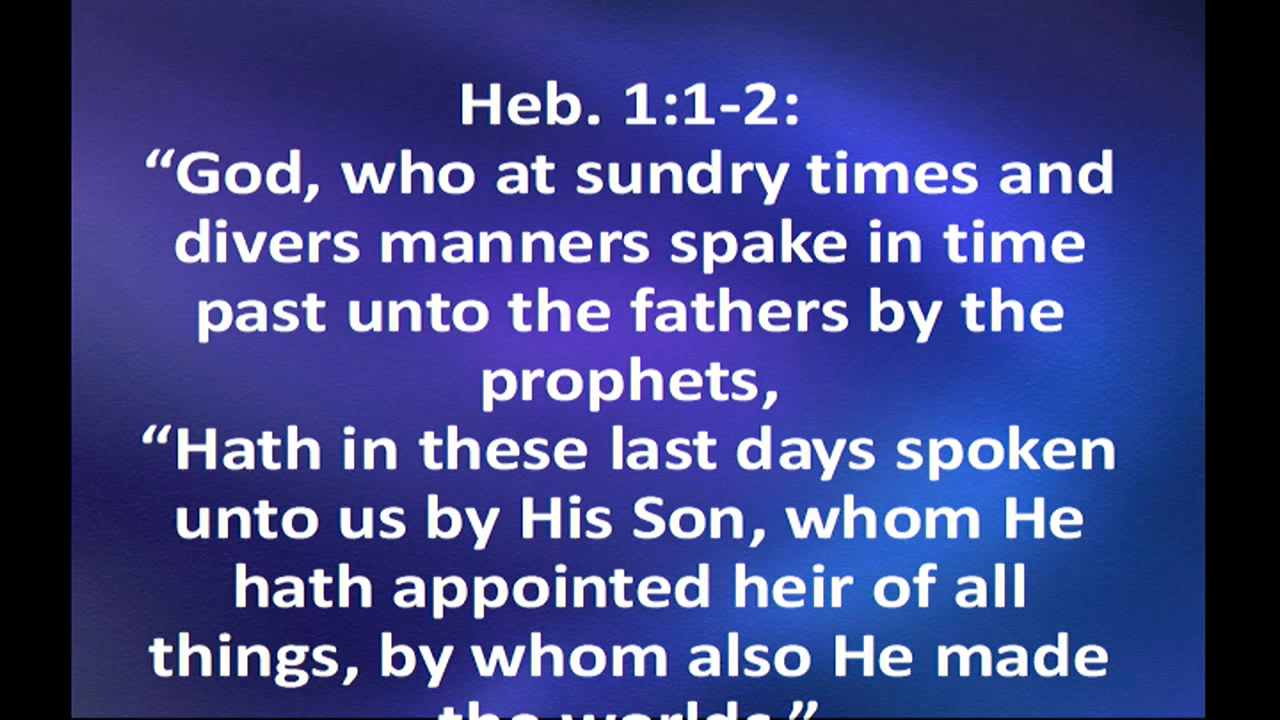 Heb. 1:1-2:
“God, who at sundry times and
divers manners spake in time
past unto the fathers by the
prophets,
“Hath in these last days spoken
unto us by His Son, whom He
hath appointed heir of all
things, by whom also He made
the worlds.”